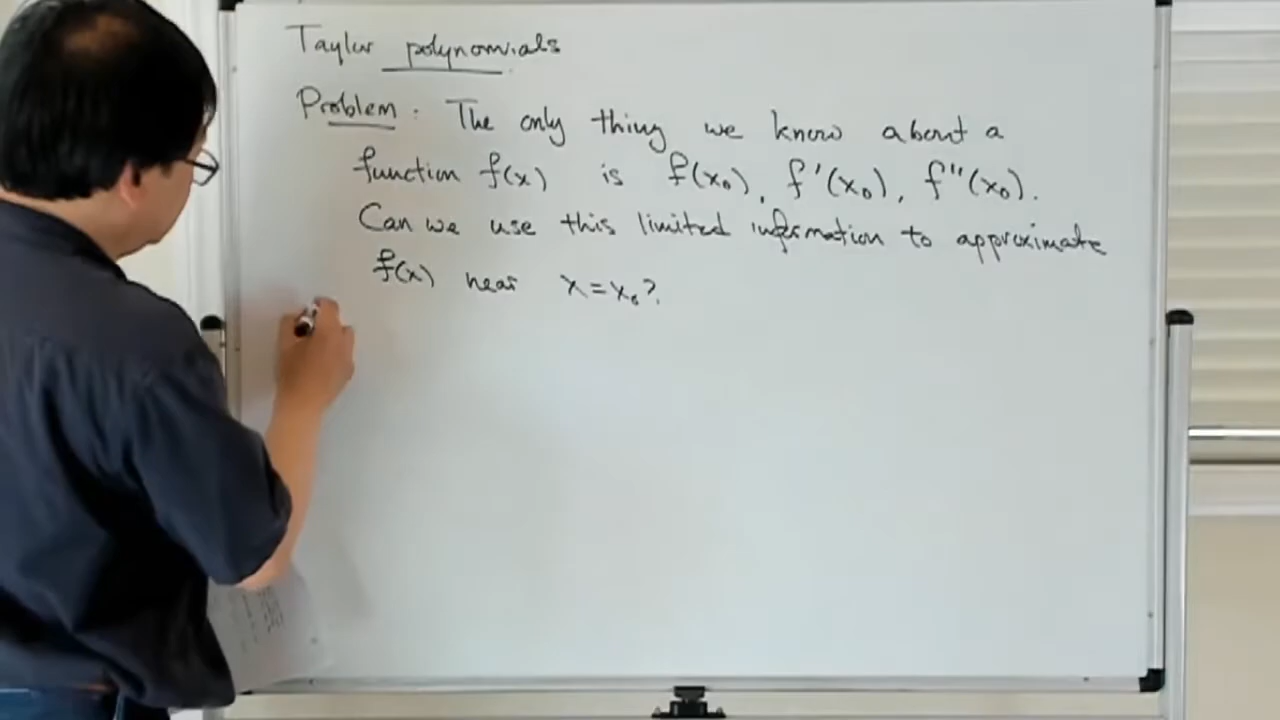 Taylor polynomials
Problem: The only thing we know about a
function f(x) is f(x₀), f'(x₀), f''(x₀).
Can we use this limited information to approximate
f(x) near x=x₀?